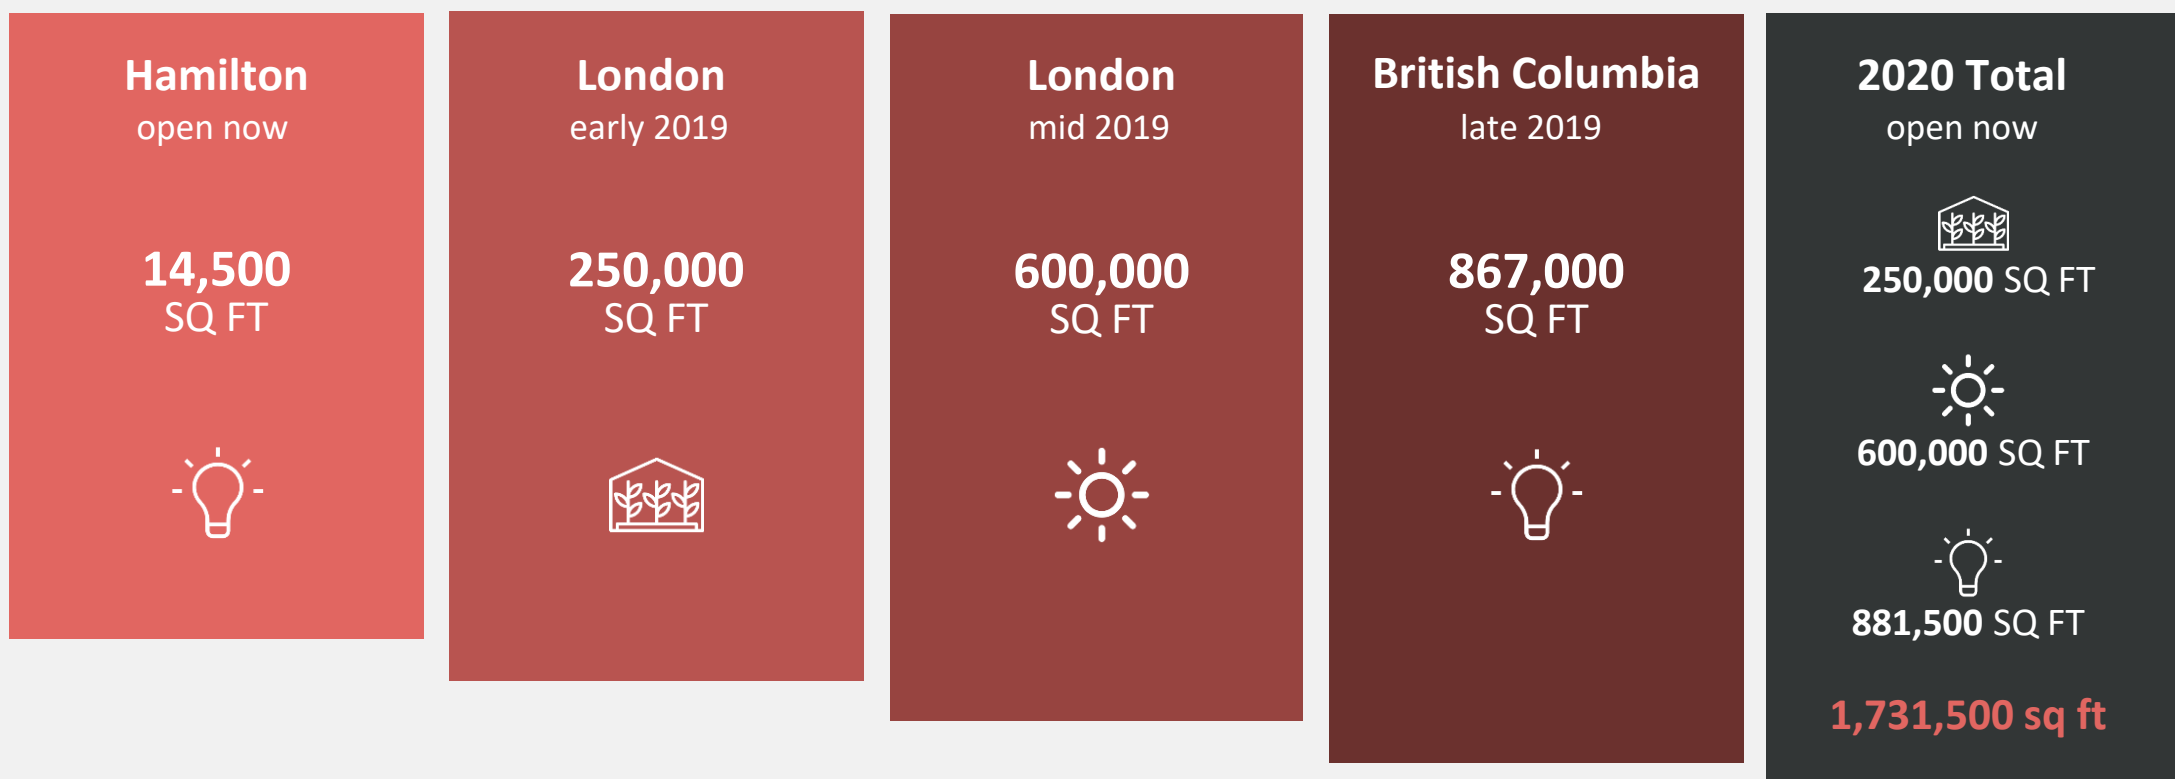 Hamilton
open now
14,500
SQ FT
London
early 2019
250,000
SQ FT
London
mid 2019
600,000
SQ FT
British Columbia
late 2019
867,000
SQ FT
2020 Total
open now
250,000 SQ FT
600,000 SQ FT
881,500 SQ FT
1,731,500 sq ft